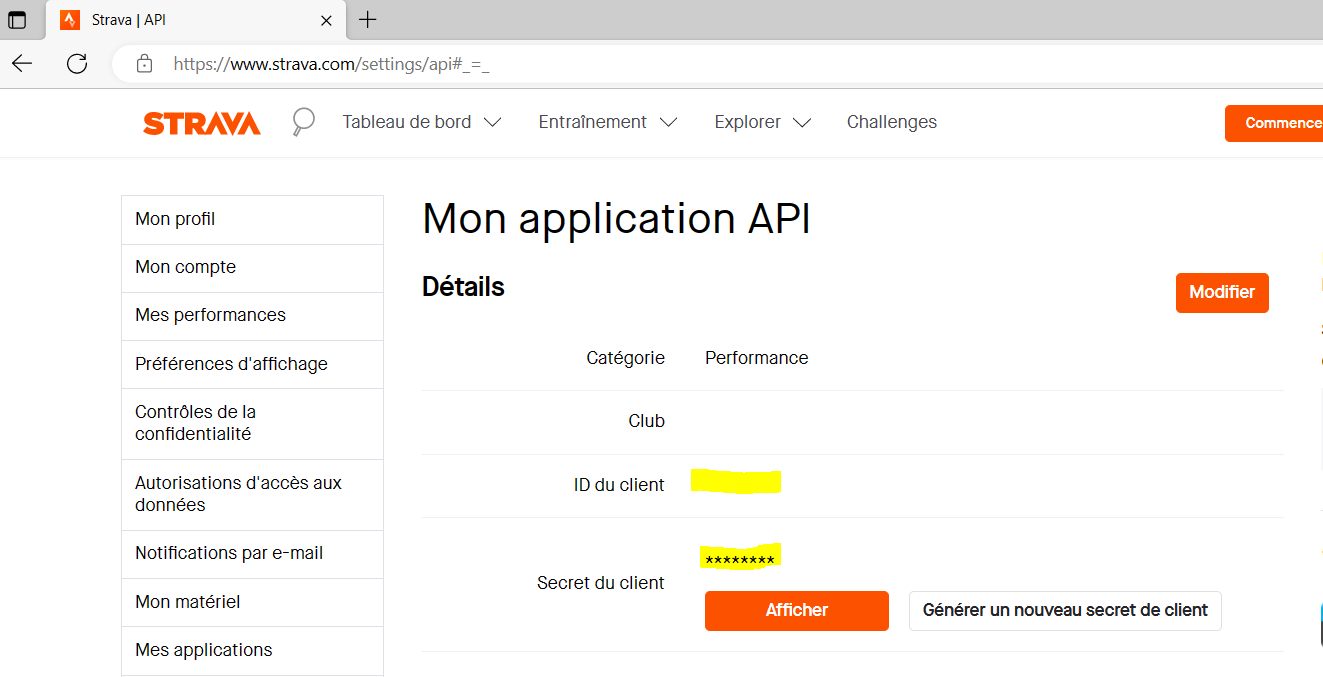 Strava | API
https://www.strava.com/settings/api#_=_
STRAVA
Tableau de bord
Entraînement
Explorer
Challenges
Commence
Mon profil
Mon compte
Mes performances
Préférences d'affichage
Contrôles de la
confidentialité
Autorisations d'accès aux
données
Notifications par e-mail
Mon matériel
Mes applications
Mon application API
Détails
Modifier
Catégorie Performance
Club
ID du client
********
Secret du client
Afficher
Générer un nouveau secret de client